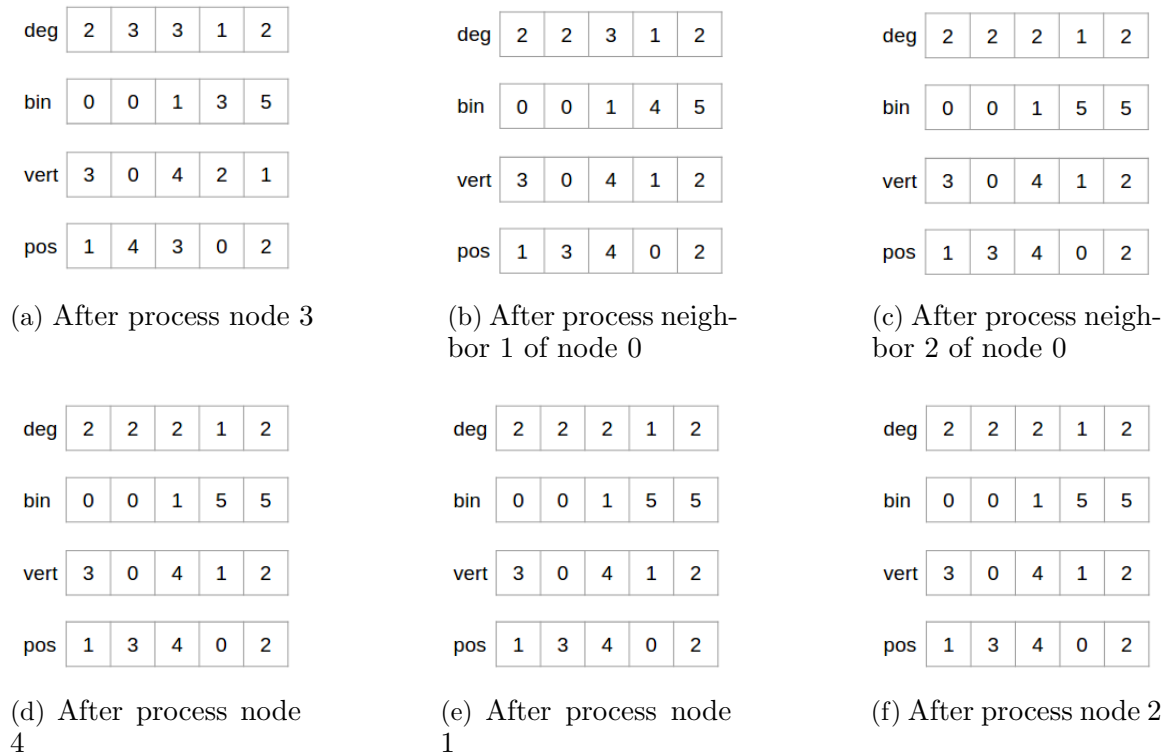 deg 2 3 3 1 2
bin 0 0 1 3 5
vert 3 0 4 2 1
pos 1 4 3 0 2
(a) After process node 3
deg 2 2 3 1 2
bin 0 0 1 4 5
vert 3 0 4 1 2
pos 1 3 4 0 2
(b) After process neigh-
bor 1 of node 0
deg 2 2 2 1 2
bin 0 0 1 5 5
vert 3 0 4 1 2
pos 1 3 4 0 2
(c) After process neigh-
bor 2 of node 0
deg 2 2 2 1 2
bin 0 0 1 5 5
vert 3 0 4 1 2
pos 1 3 4 0 2
(d) After process node
4
deg 2 2 2 1 2
bin 0 0 1 5 5
vert 3 0 4 1 2
pos 1 3 4 0 2
(e) After process node
1
deg 2 2 2 1 2
bin 0 0 1 5 5
vert 3 0 4 1 2
pos 1 3 4 0 2
(f) After process node 2